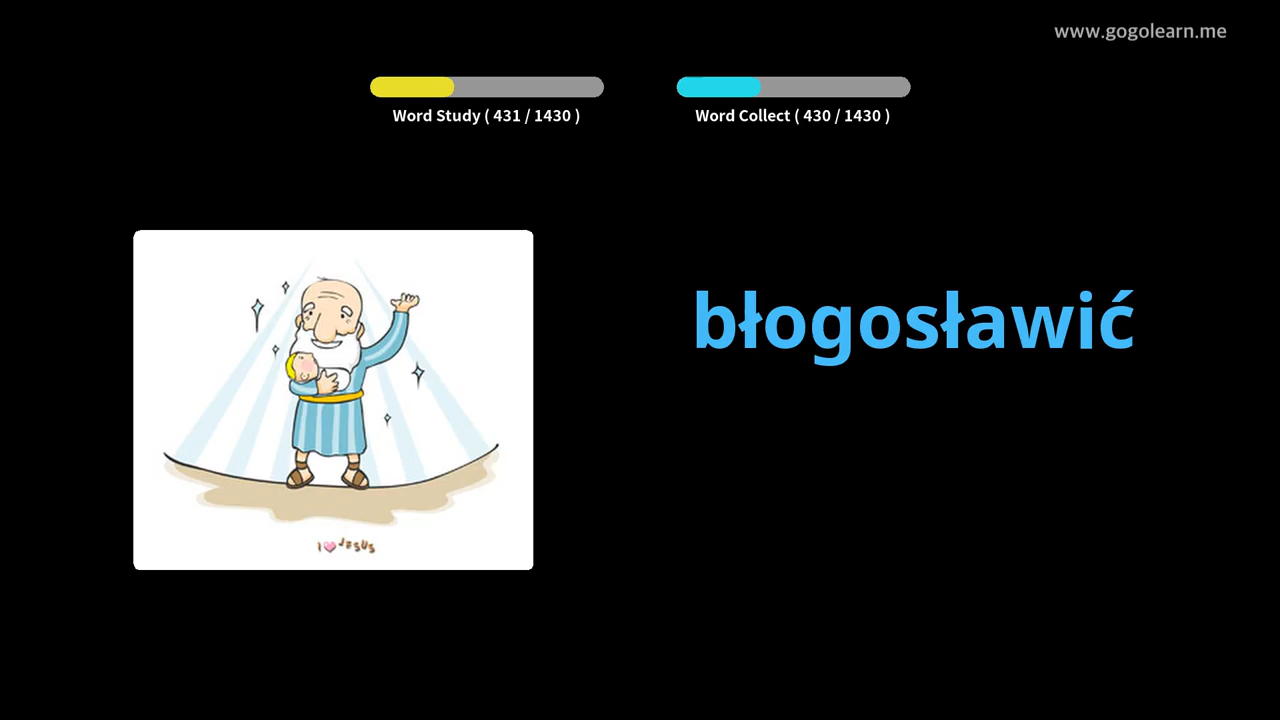 www.gogolearn.me
Word Study ( 431 / 1430 )
Word Collect ( 430 / 1430 )
błogosławić
I ♥ JESUS